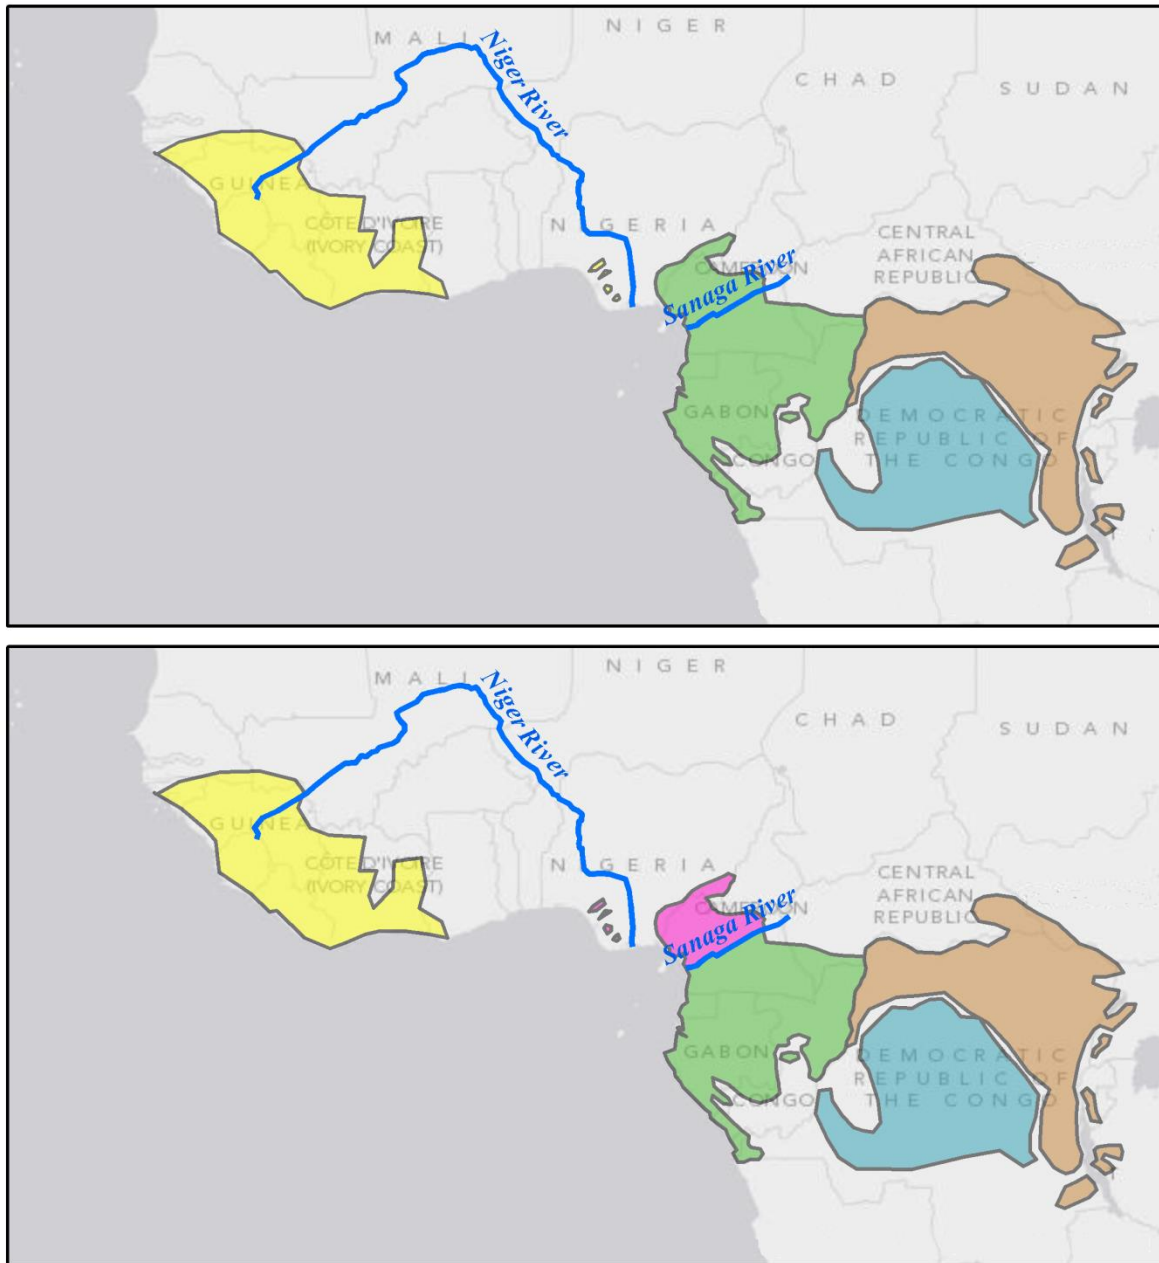 NIGER
MALI
Niger River
CHAD
SUDAN
GUINEA
CÔTE D'IVOIRE
(IVORY COAST)
NIGERIA
CENTRAL
AFRICAN
REPUBLIC
CAMEROON
Sanaga River
GABON
DEMOCRATIC
REPUBLIC OF
THE CONGO
CONGO
NIGER
MALI
Niger River
CHAD
SUDAN
GUINEA
CÔTE D'IVOIRE
(IVORY COAST)
NIGERIA
CENTRAL
AFRICAN
REPUBLIC
CAMEROON
Sanaga River
GABON
DEMOCRATIC
REPUBLIC OF
THE CONGO
CONGO